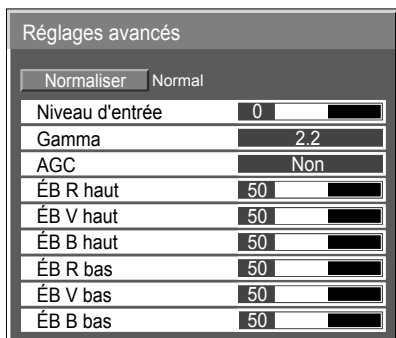 Réglages avancés
Normaliser Normal
Niveau d'entrée 0
Gamma 2.2
AGC Non
ÉB R haut 50
ÉB V haut 50
ÉB B haut 50
ÉB R bas 50
ÉB V bas 50
ÉB B bas 50